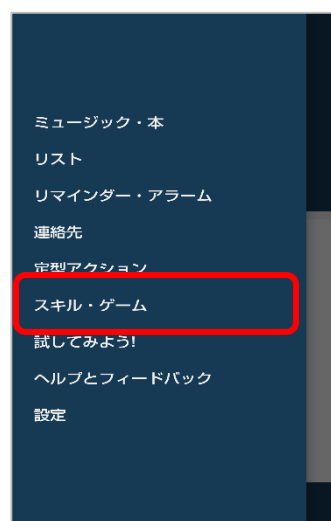 ミュージック・本
リスト
リマインダー・アラーム
連絡先
定型アクション
スキル・ゲーム
試してみよう!
ヘルプとフィードバック
設定